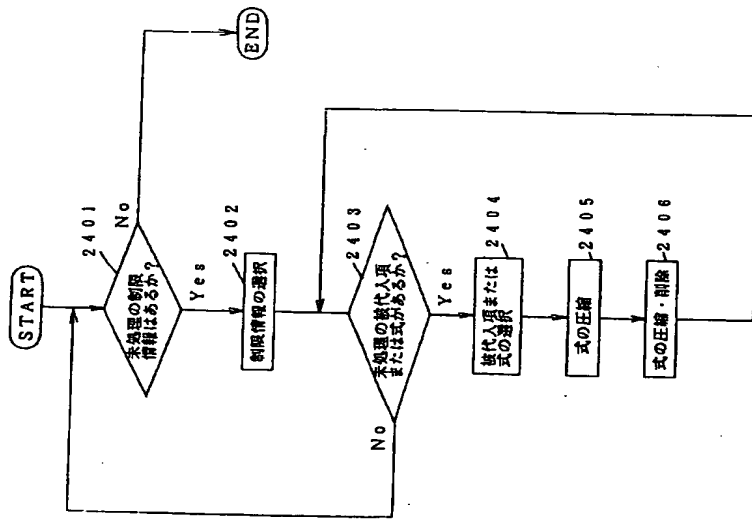 START
2401
未処理の制限
情報はあるか?
No
END
Yes
2402
制限情報の選択
2403
未処理の被代入項
または式があるか?
No
Yes
2404
被代入項または
式の選択
2405
式の圧縮
2406
式の圧縮・削除